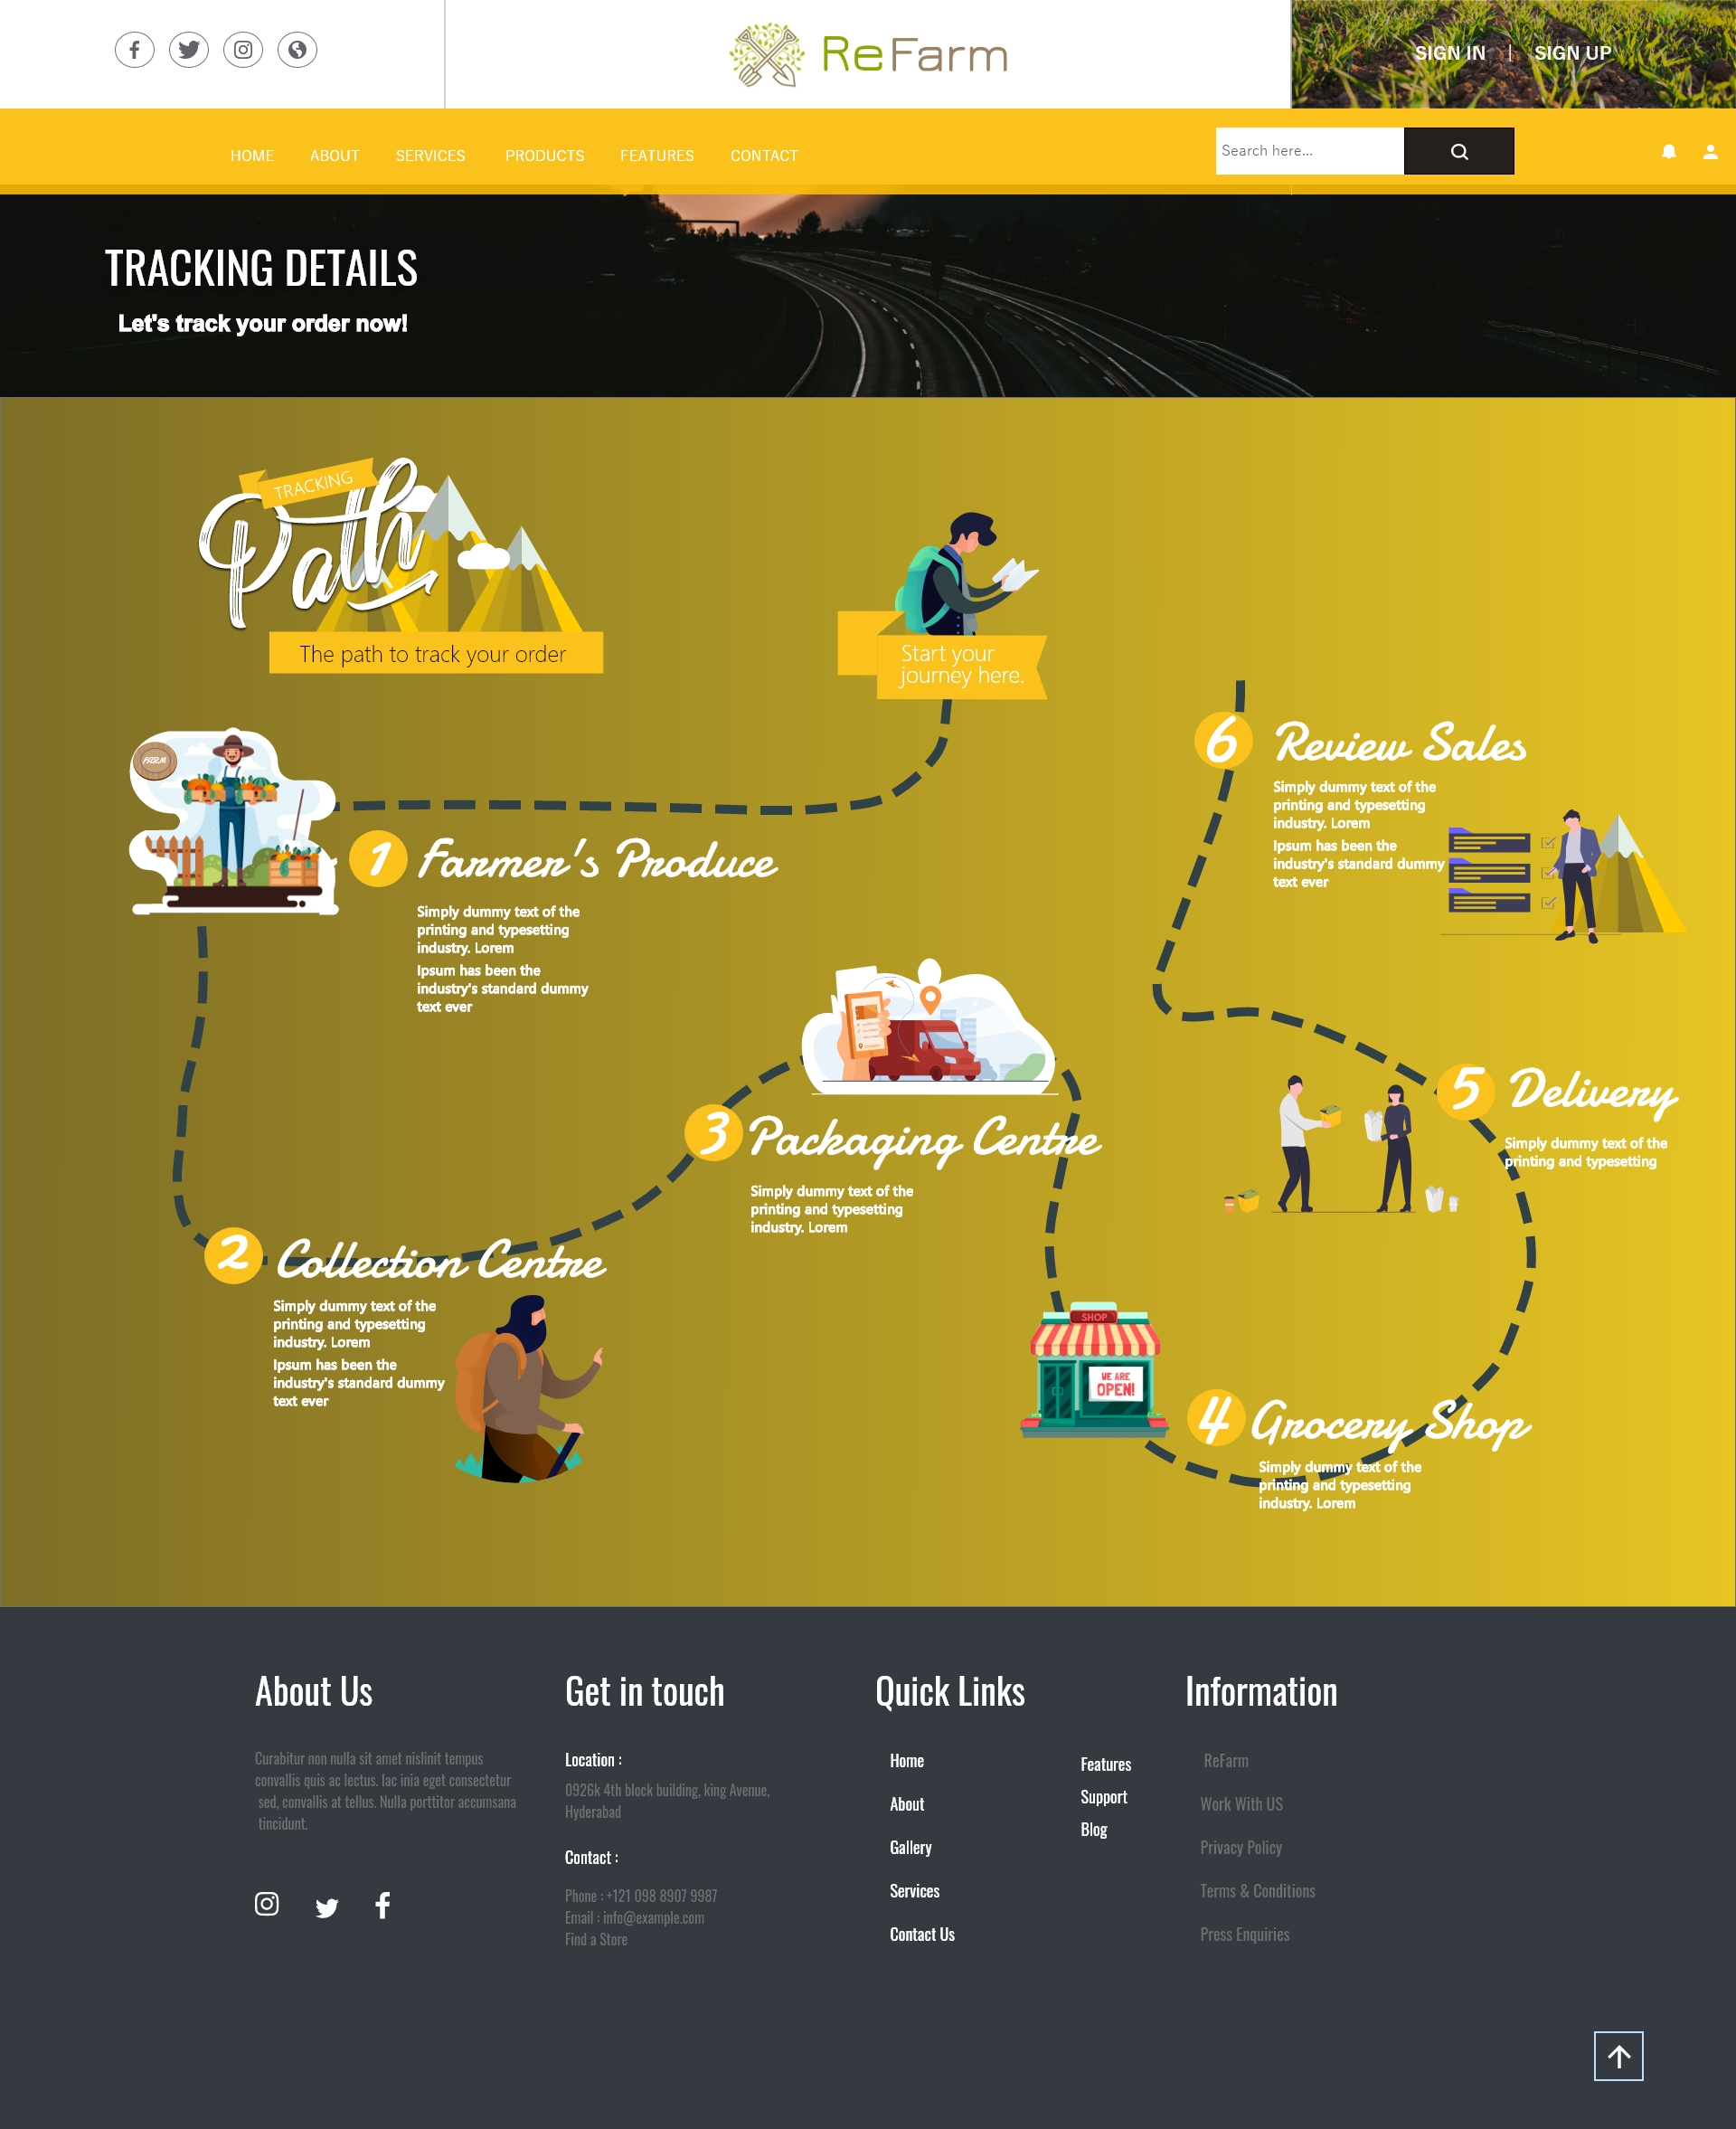 ReFarm
SIGN IN | SIGN UP
HOME ABOUT SERVICES PRODUCTS FEATURES CONTACT
Search here...
TRACKING DETAILS
Let's track your order now!
TRACKING
Path
The path to track your order
Start your
journey here.
FARM
1 Farmer's Produce
Simply dummy text of the
printing and typesetting
industry. Lorem
Ipsum has been the
industry's standard dummy
text ever
2 Collection Centre
Simply dummy text of the
printing and typesetting
industry. Lorem
Ipsum has been the
industry's standard dummy
text ever
3 Packaging Centre
Simply dummy text of the
printing and typesetting
industry. Lorem
SHOP
WE ARE
OPEN!
4 Grocery Shop
Simply dummy text of the
printing and typesetting
industry. Lorem
5 Delivery
Simply dummy text of the
printing and typesetting
6 Review Sales
Simply dummy text of the
printing and typesetting
industry. Lorem
Ipsum has been the
industry's standard dummy
text ever
About Us
Curabitur non nulla sit amet nislinit tempus
convallis quis ac lectus. lac inia eget consectetur
sed, convallis at tellus. Nulla porttitor accumsana
tincidunt.
Get in touch
Location :
0926k 4th block building, king Avenue,
Hyderabad
Contact :
Phone : +121 098 8907 9987
Email : info@example.com
Find a Store
Quick Links
Home
About
Gallery
Services
Contact Us
Features
Support
Blog
Information
ReFarm
Work With US
Privacy Policy
Terms & Conditions
Press Enquiries